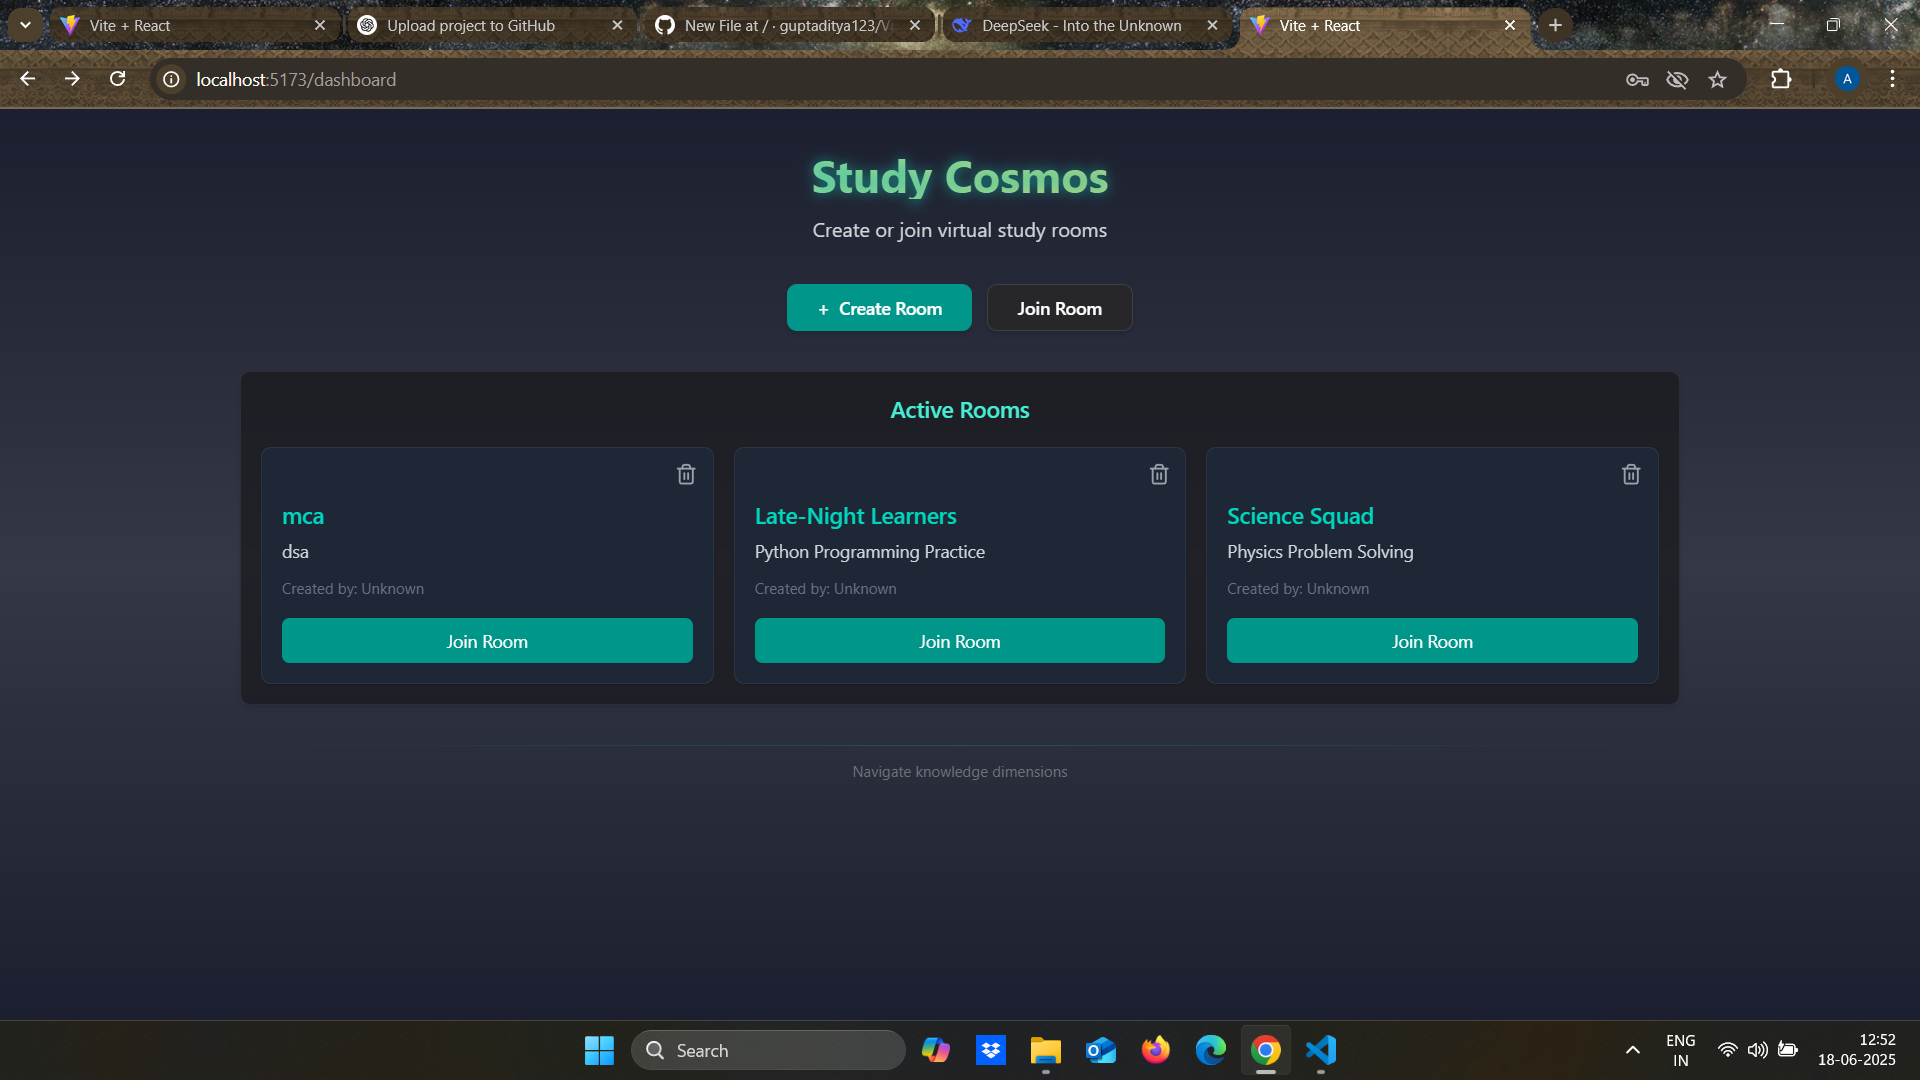 Vite + React
Upload project to GitHub
New File at / · guptaditya123/V
DeepSeek - Into the Unknown
Vite + React
localhost:5173/dashboard
A
Study Cosmos
Create or join virtual study rooms
+ Create Room
Join Room
Active Rooms
mca
dsa
Created by: Unknown
Join Room
Late-Night Learners
Python Programming Practice
Created by: Unknown
Join Room
Science Squad
Physics Problem Solving
Created by: Unknown
Join Room
Navigate knowledge dimensions
Search
ENG
IN
12:52
18-06-2025